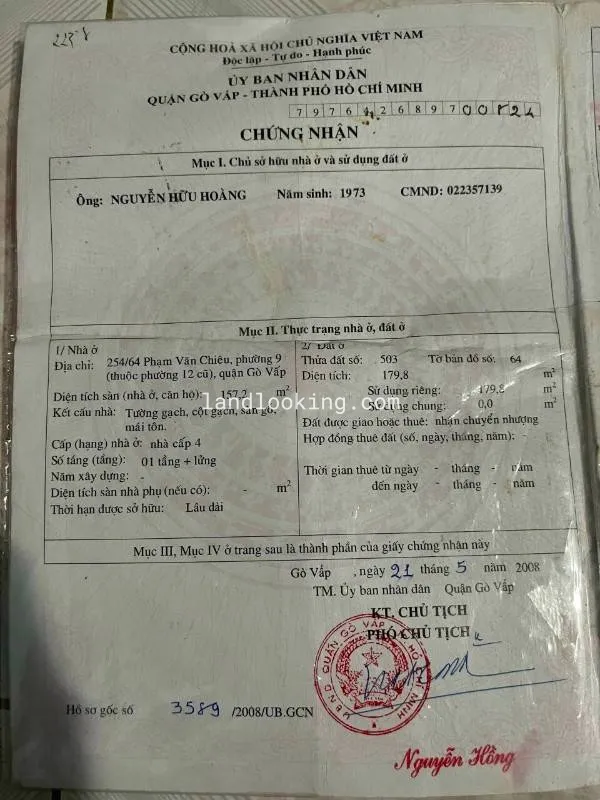 225 8
CỘNG HOÀ XÃ HỘI CHỦ NGHĨA VIỆT NAM
Độc lập - Tự do - Hạnh phúc
ỦY BAN NHÂN DÂN
QUẬN GÒ VẤP - THÀNH PHỐ HỒ CHÍ MINH
CHỨNG NHẬN
Mục I. Chủ sở hữu nhà ở và sử dụng đất ở
Ông: NGUYỄN HỮU HOÀNG Năm sinh: 1973 CMND: 022357139
Mục II. Thực trạng nhà ở, đất ở
1/ Nhà ở
Địa chỉ: 254/64 Phạm Văn Chiêu, phường 9
(thuộc phường 12 cũ), quận Gò Vấp
Diện tích sàn (nhà ở, căn hộ): 157,2 m²
Kết cấu nhà: Tường gạch, cột gạch, sàn gỗ,
mái tôn.
Cấp (hạng) nhà ở: nhà cấp 4
Số tầng (tầng): 01 tầng + lửng
Năm xây dựng: -
Diện tích sàn nhà phụ (nếu có): - m²
Thời hạn được sở hữu: Lâu dài
2/ Đất ở
Thửa đất số: 503 Tờ bản đồ số: 64
Diện tích: 179,8 m²
Sử dụng riêng: 179,8 m²
Sử dụng chung: 0,0 m²
Đất được giao hoặc thuê: nhận chuyển nhượng
Hợp đồng thuê đất (số, ngày, tháng, năm): -
Thời gian thuê từ ngày - tháng - năm
đến ngày - tháng - năm
landlooking.com
Mục III, Mục IV ở trang sau là thành phần của giấy chứng nhận này
Gò Vấp , ngày 21 tháng 5 năm 2008
TM. Ủy ban nhân dân Quận Gò Vấp
KT. CHỦ TỊCH
PHÓ CHỦ TỊCH
U.B.N.D QUẬN GÒ VẤP HỒ CHÍ MINH
Hồ sơ gốc số 3589 /2008/UB.GCN
Nguyễn Hồng